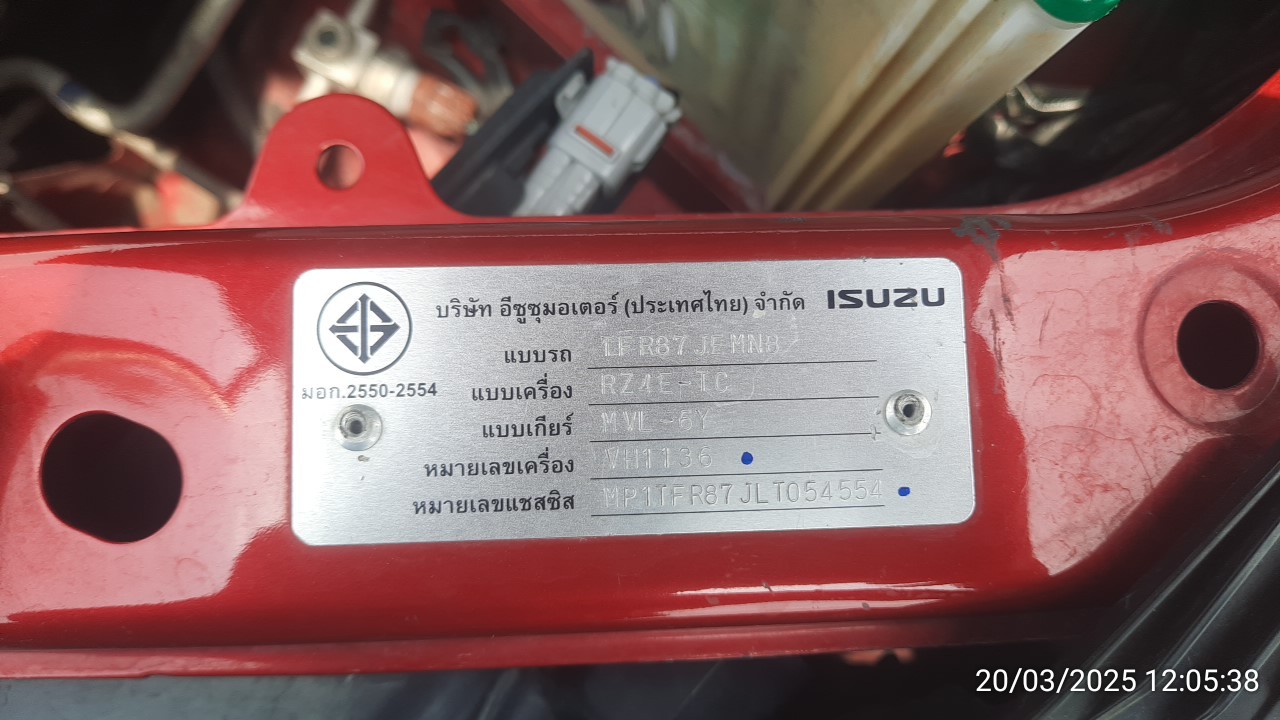 บริษัท อีซูซุมอเตอร์ (ประเทศไทย) จำกัด ISUZU
แบบรถ TFR87JFMN8
มอก.2550-2554
แบบเครื่อง RZ4E-TC
แบบเกียร์ MVL-6Y
หมายเลขเครื่อง VH1136
หมายเลขแชสซิส MP1TFR87JLT054554
20/03/2025 12:05:38